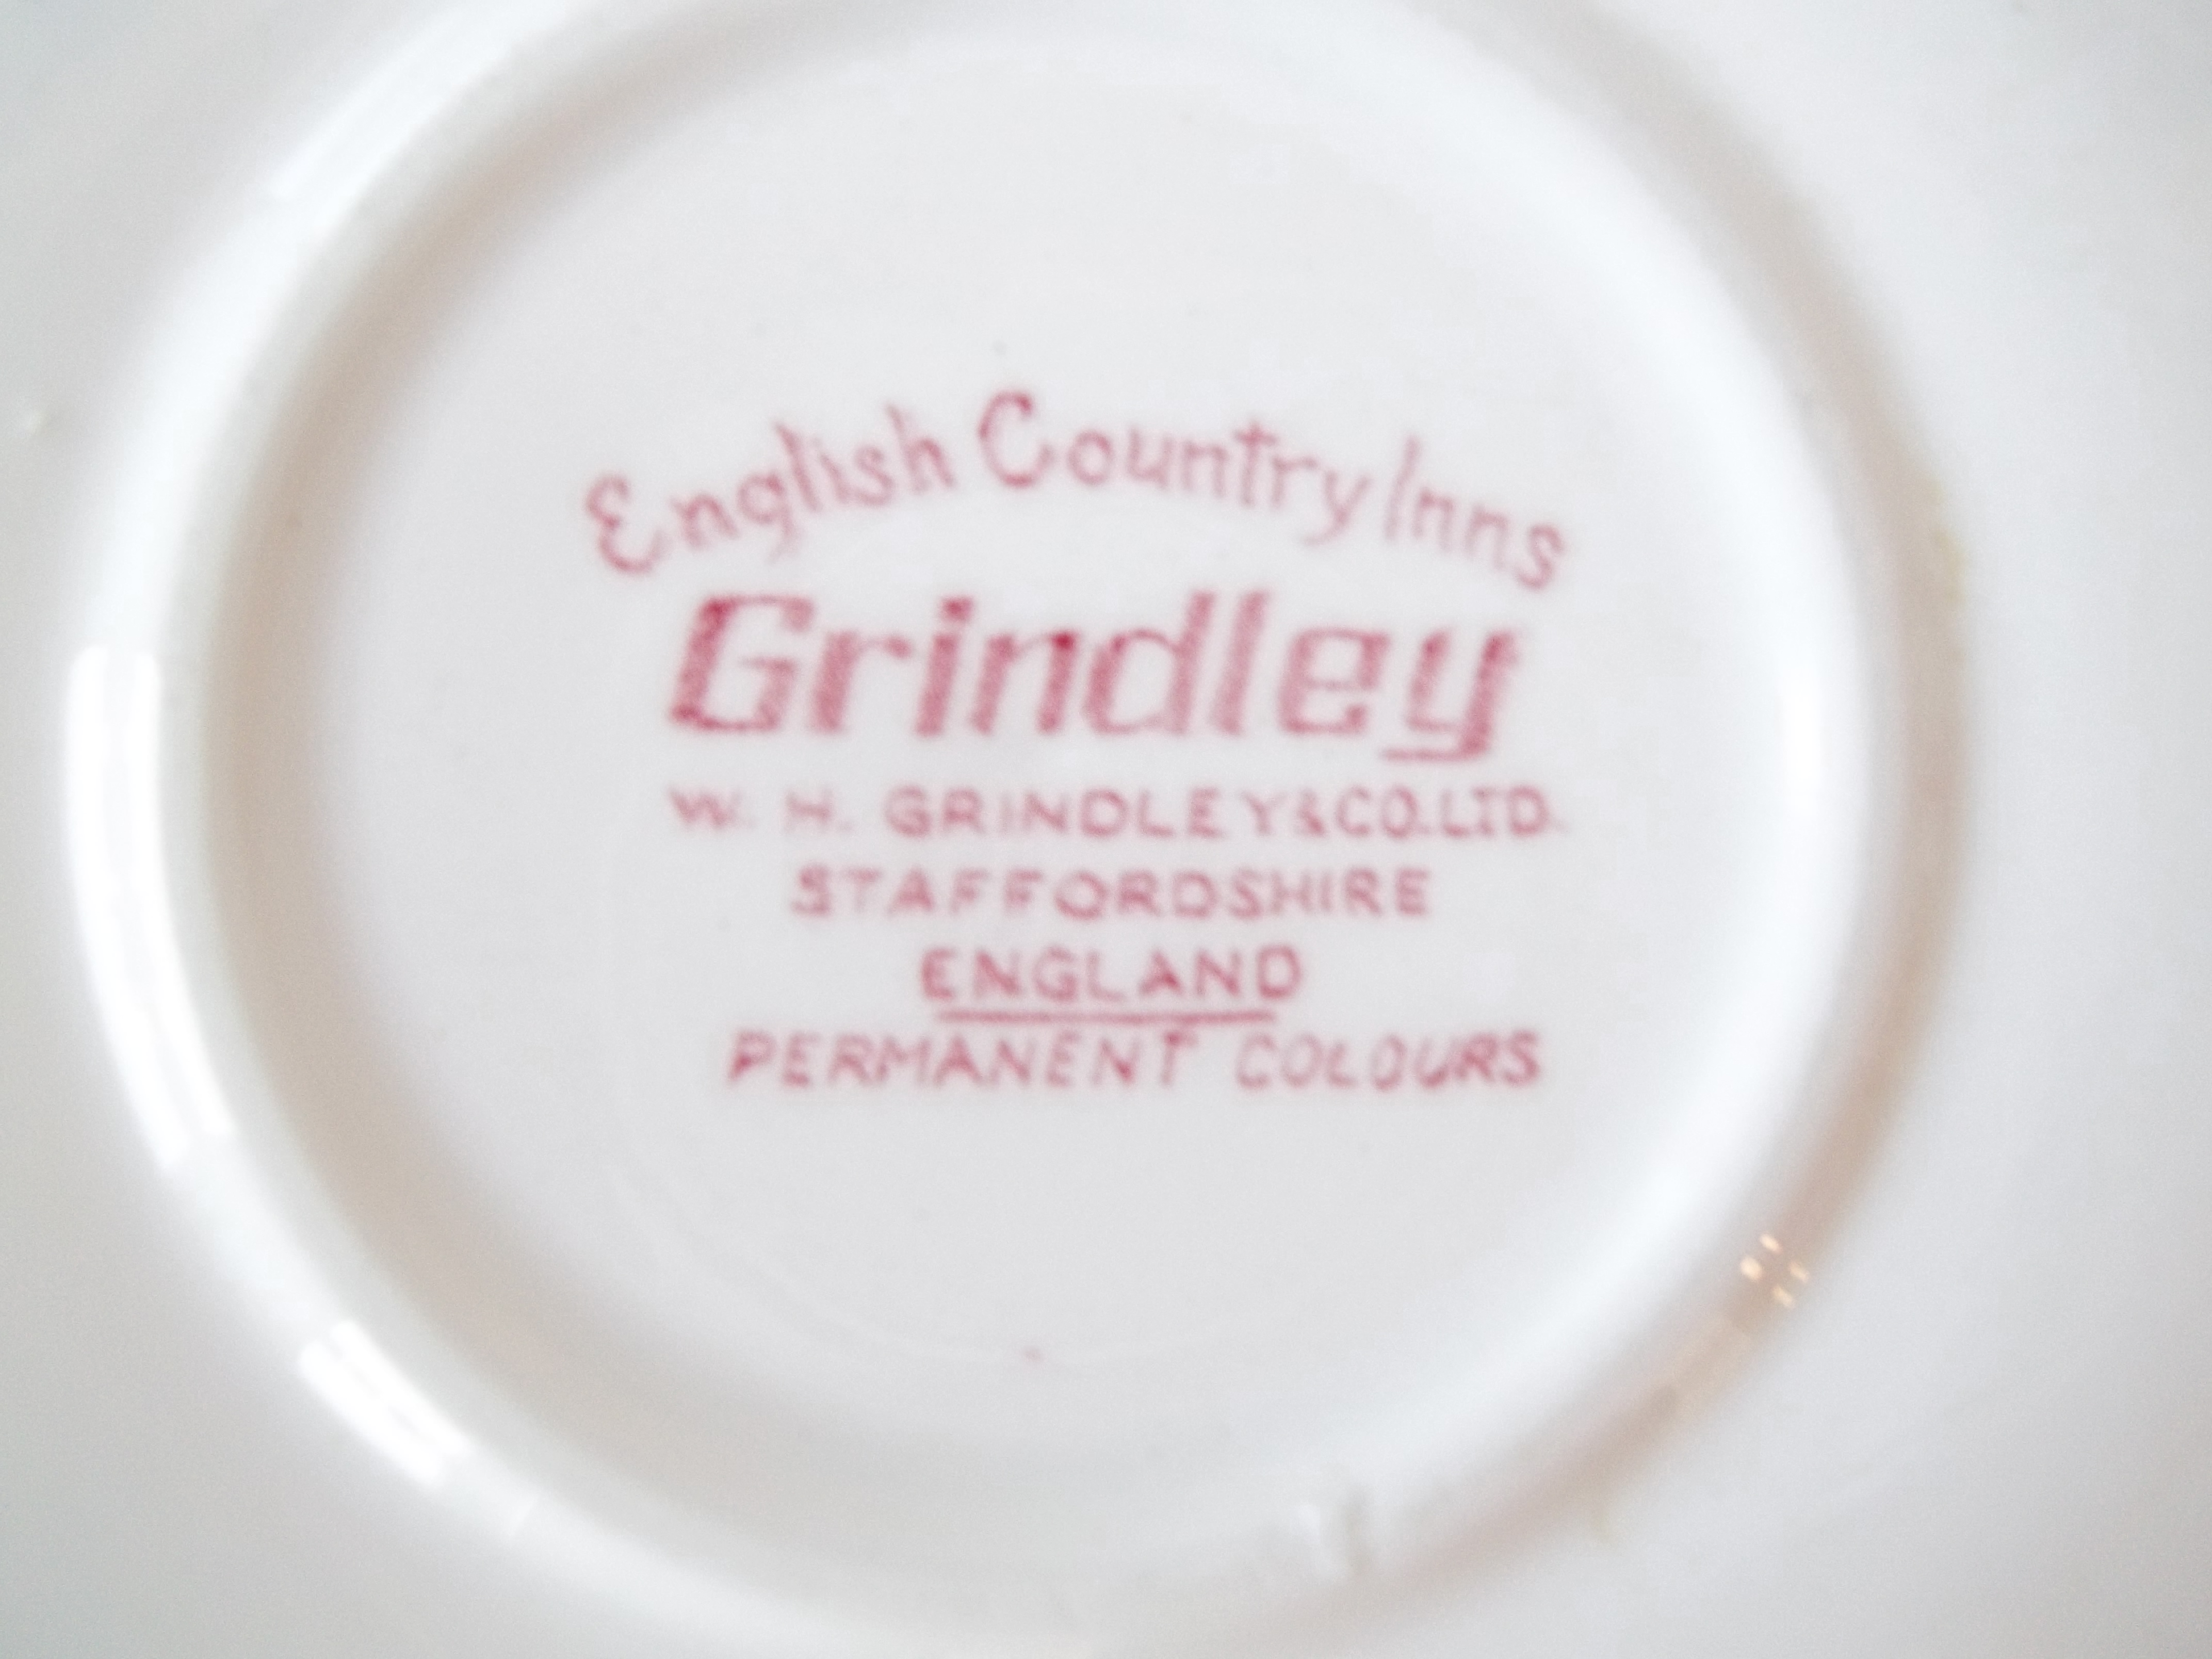 English Country Inns
Grindley
W. H. GRINDLEY & CO. LTD.
STAFFORDSHIRE
ENGLAND
PERMANENT COLOURS